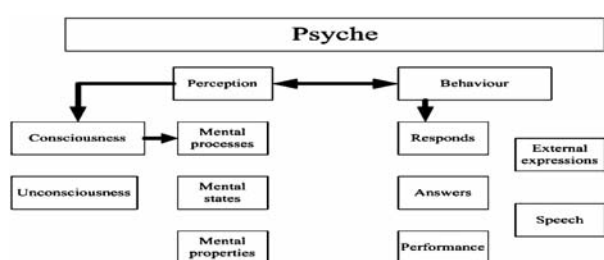 Psyche
Perception
Behaviour
Consciousness
Mental
processes
Responds
External
expressions
Unconsciousness
Mental
states
Answers
Speech
Mental
properties
Performance